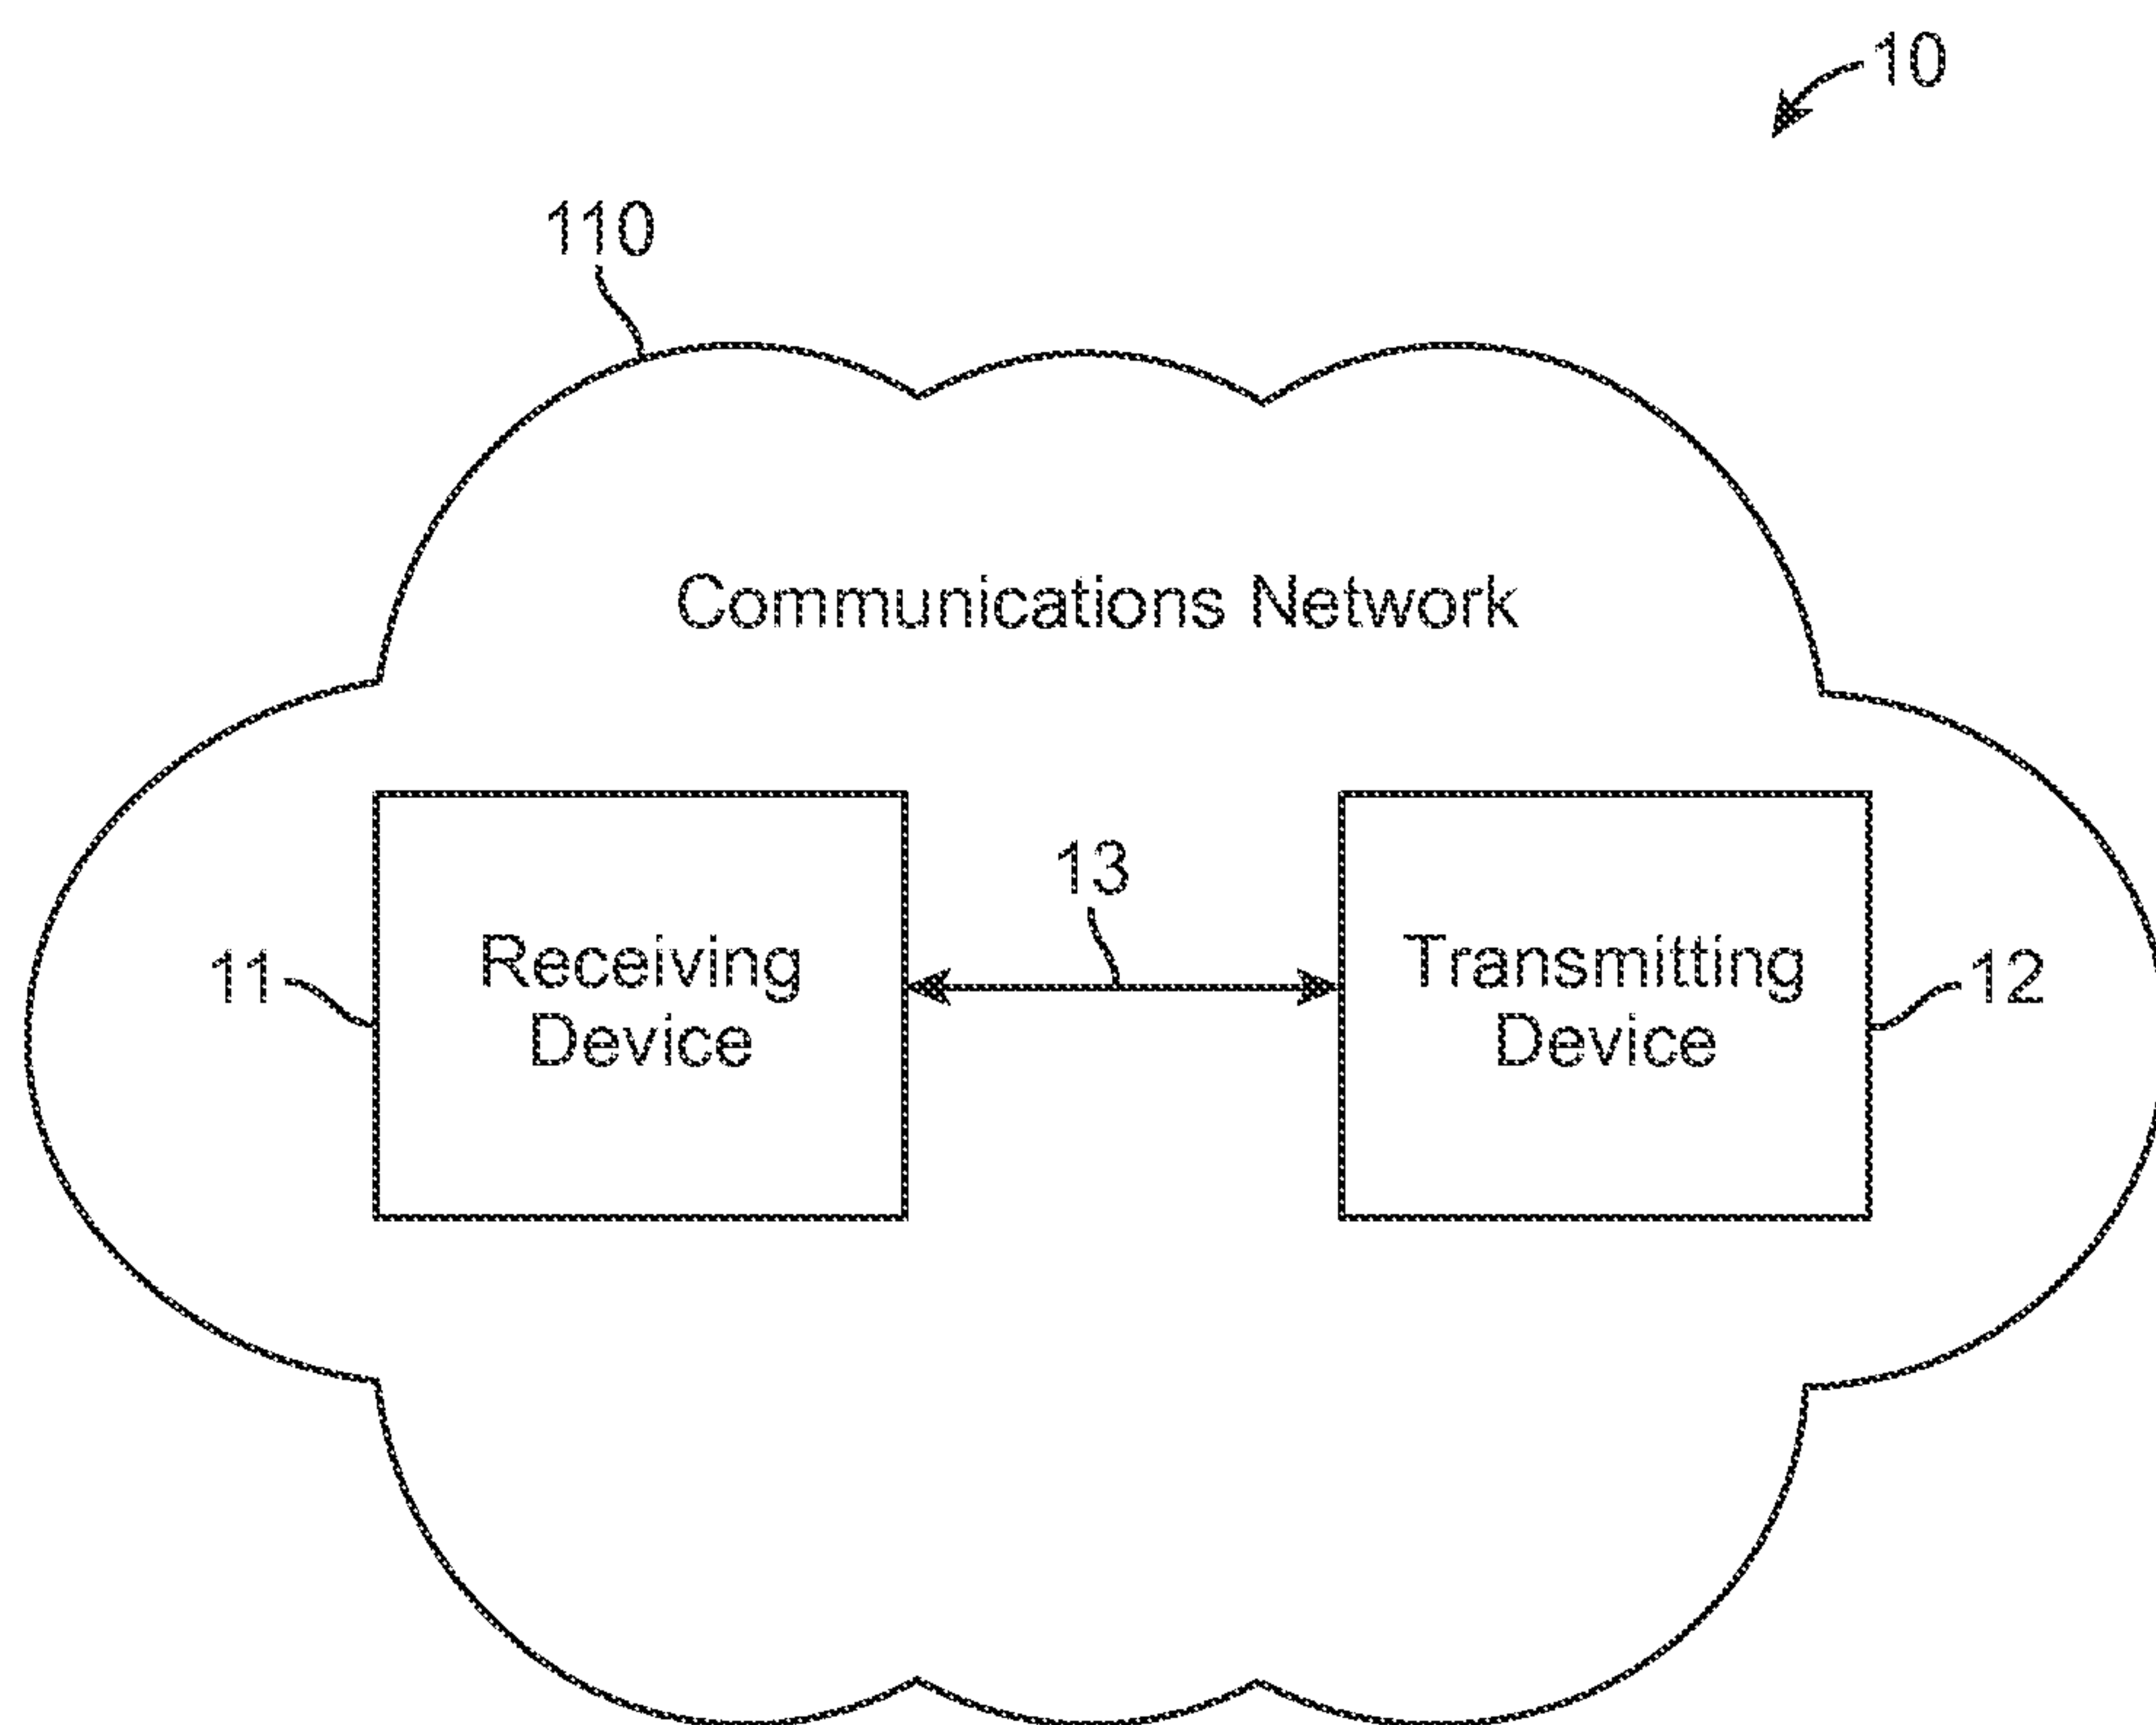 10
110
Communications Network
13
11
Receiving
Device
Transmitting
Device
12